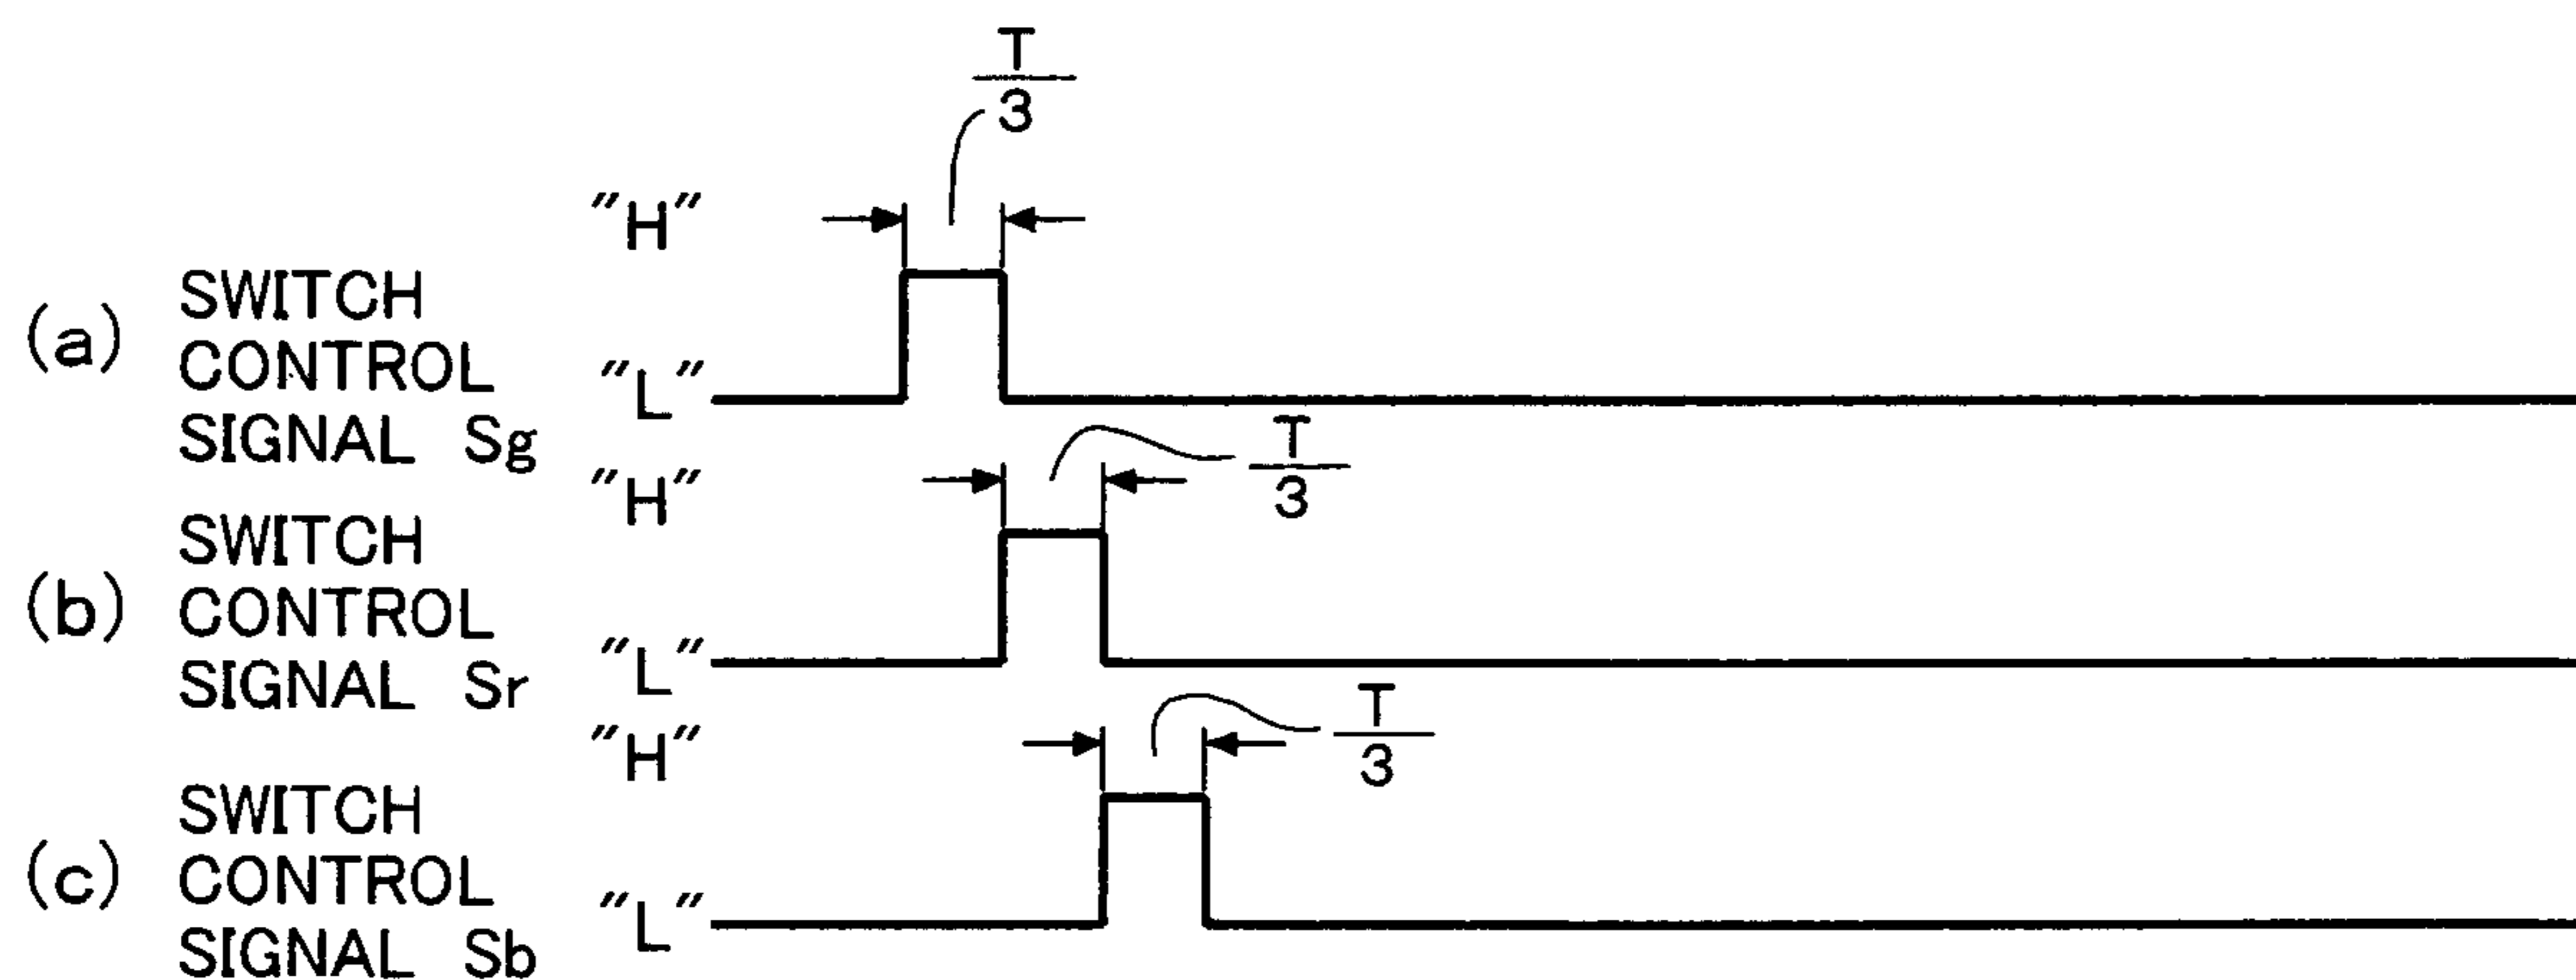 T
3
"H"
(a) SWITCH
CONTROL
SIGNAL Sg
"L"
T
3
"H"
(b) SWITCH
CONTROL
SIGNAL Sr
"L"
T
3
"H"
(c) SWITCH
CONTROL
SIGNAL Sb
"L"